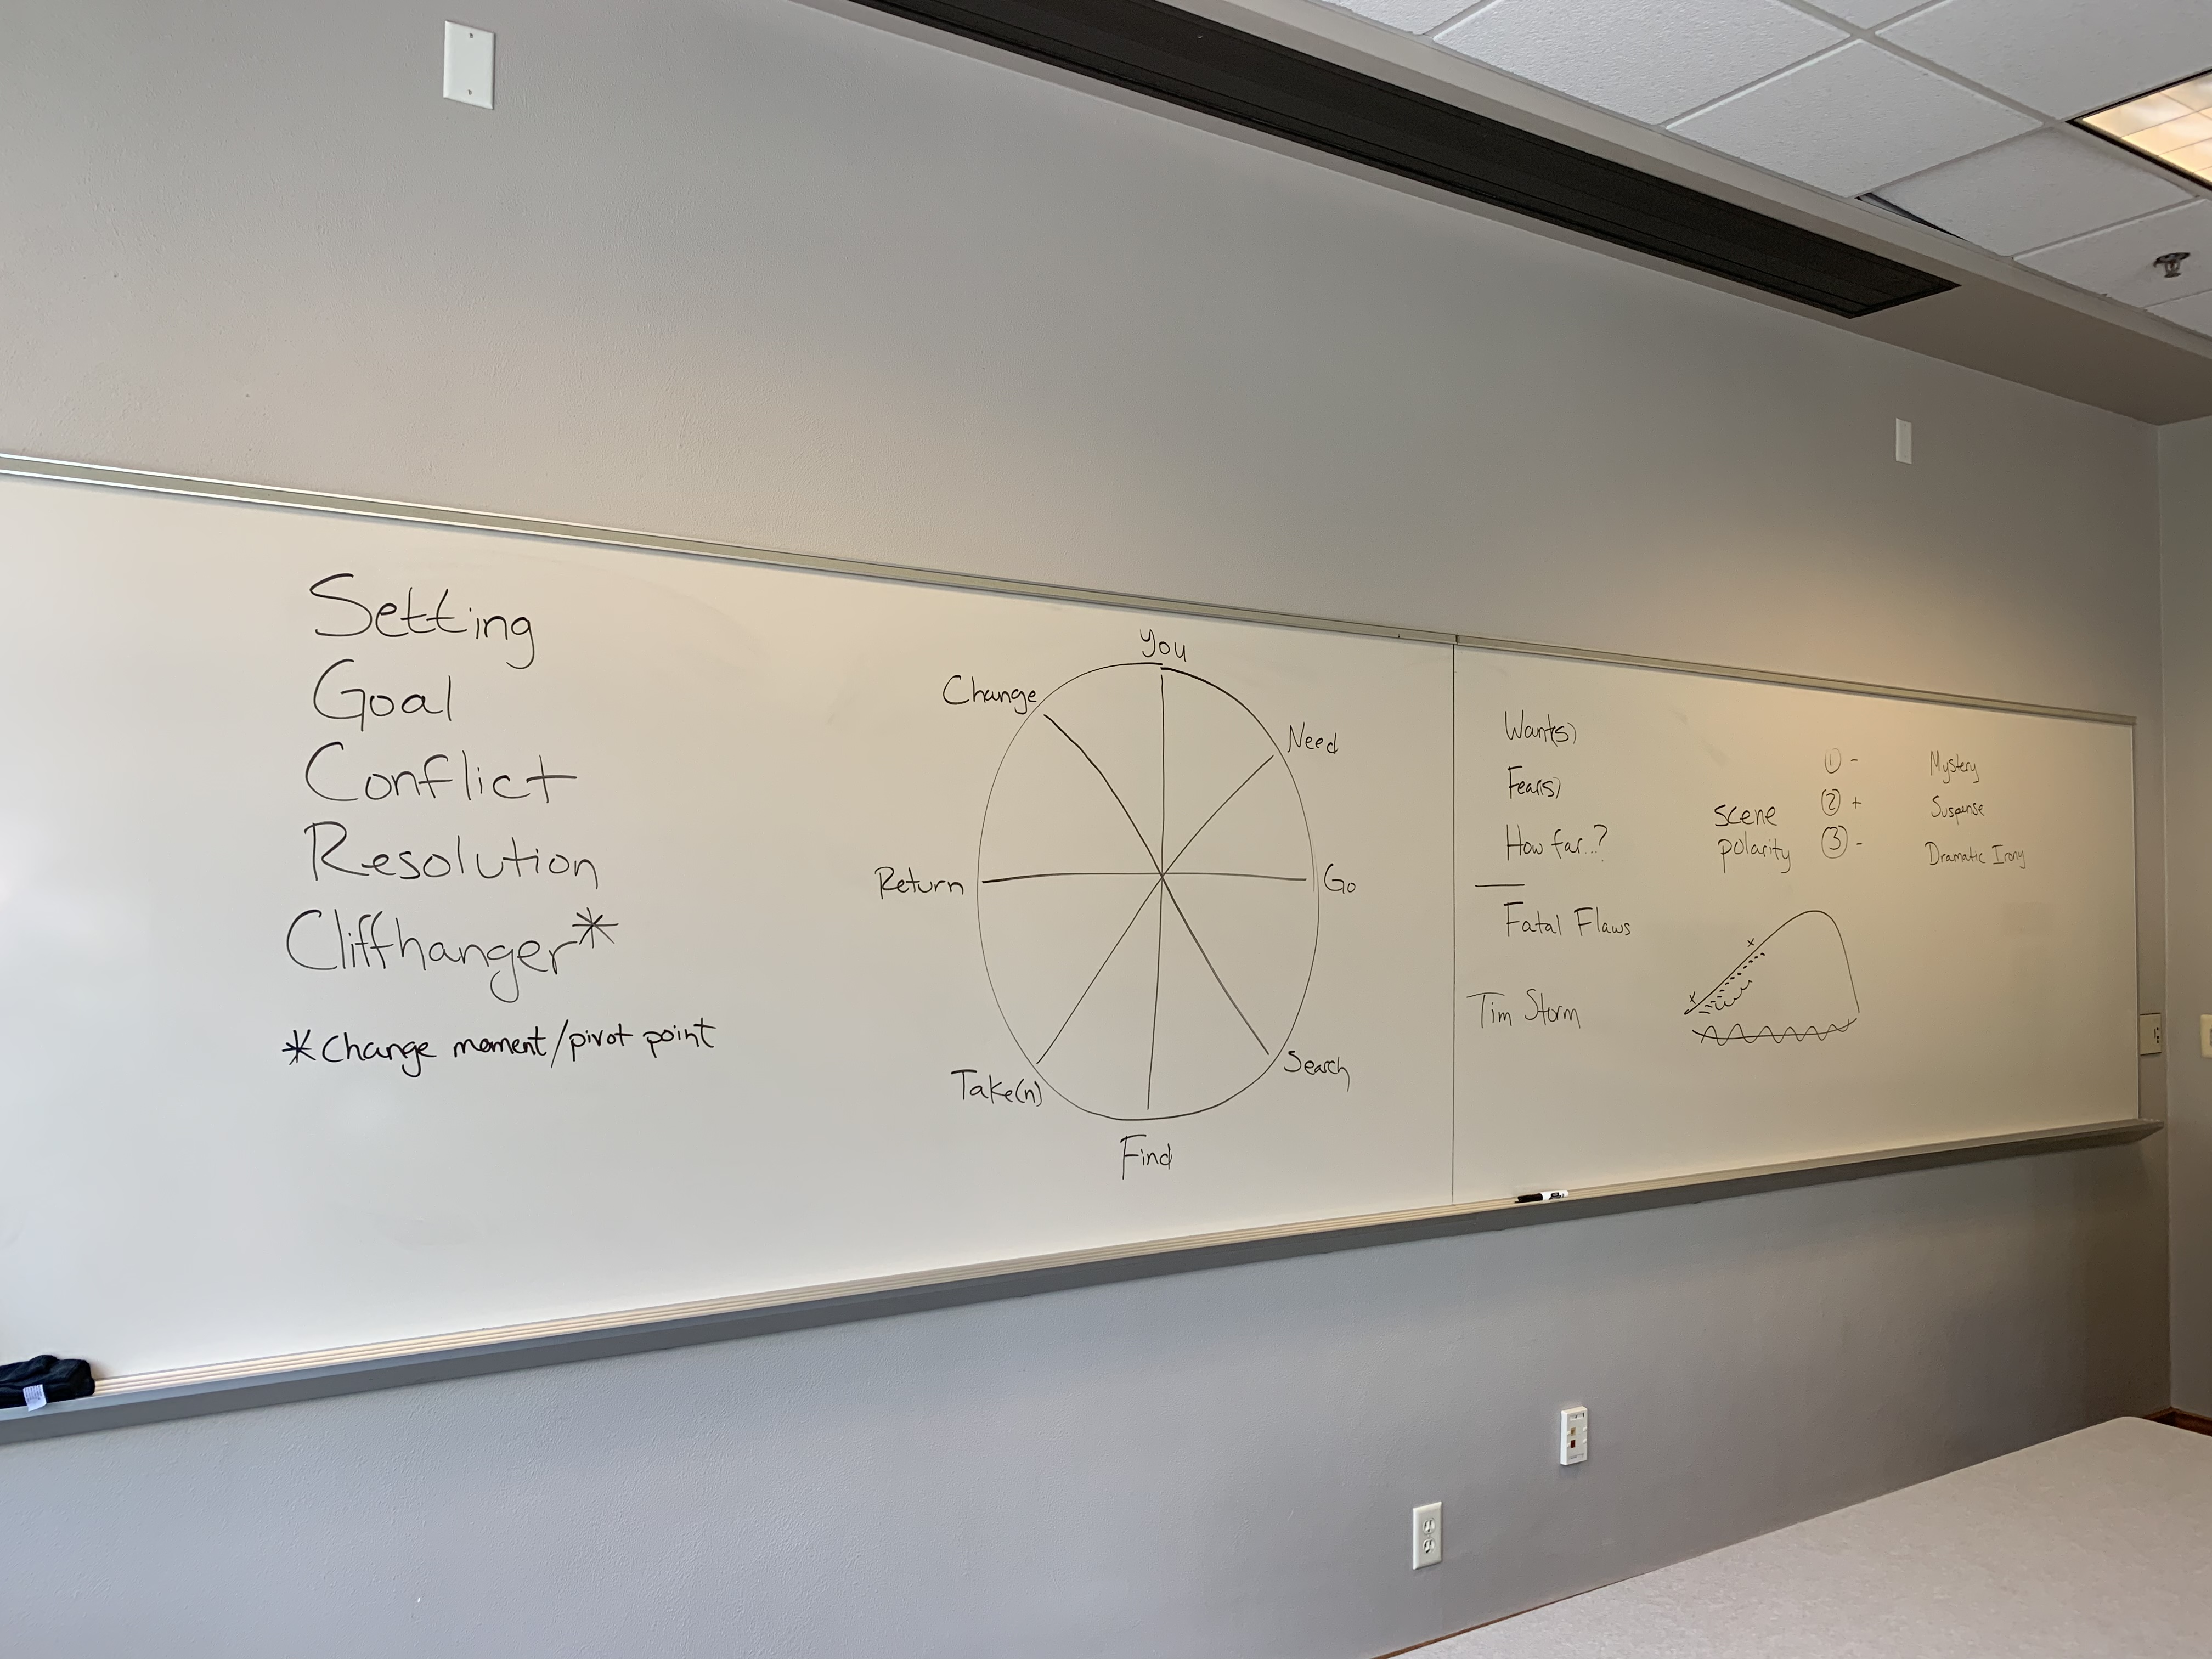 Setting
Goal
Conflict
Resolution
Cliffhanger*
*Change moment/pivot point
You
Need
Go
Search
Find
Take(n)
Return
Change
Want(s)
Fear(s)
How far..?
Fatal Flaws
Tim Storm
scene
polarity
① -
② +
③ -
Mystery
Suspense
Dramatic Irony